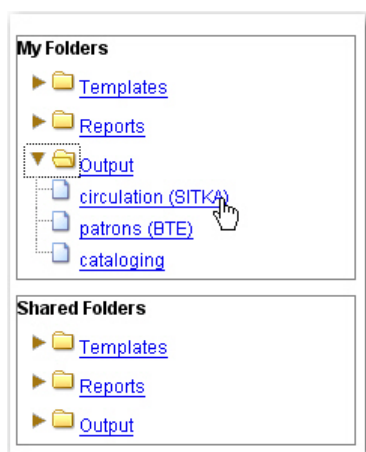 My Folders
Templates
Reports
Output
circulation (SITKA)
patrons (BTE)
cataloging
Shared Folders
Templates
Reports
Output